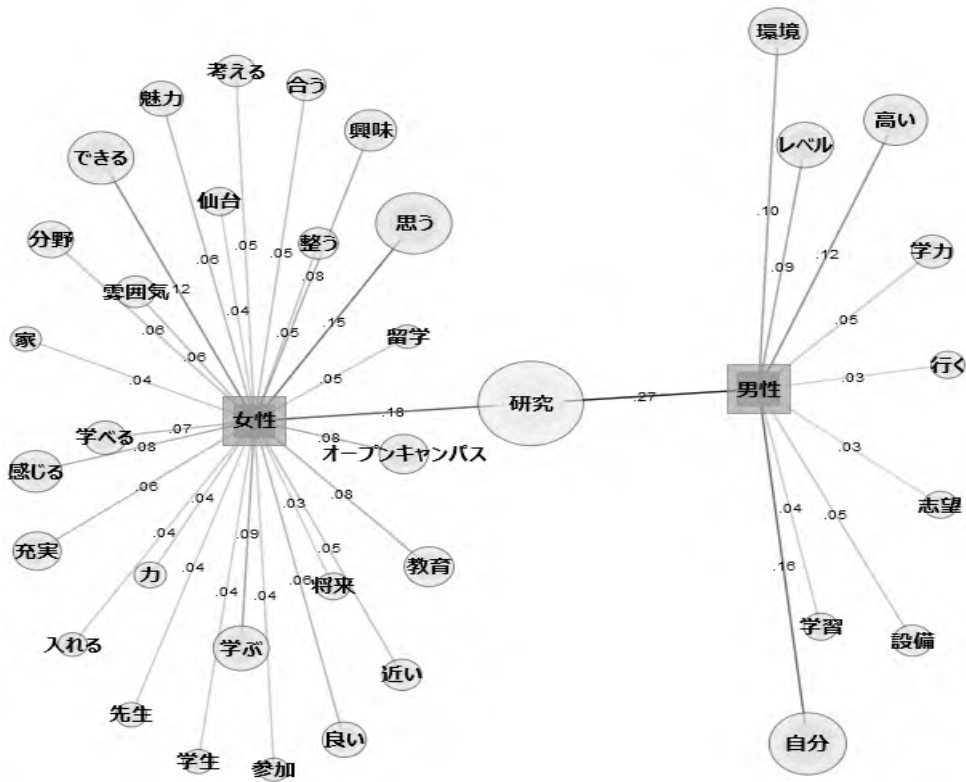 環境
考える
合う
魅力
高い
興味
レベル
できる
仙台
.10
思う
分野
.05
.05
整う
学力
.06
.08
.09
.12
雰囲気
.12
.04
.15
.05
.06
.05
家
.06
留学
.04
.05
行く
.03
研究
男性
女性
.18
.27
学べる
.07
.08
オープンキャンパス
感じる
.08
.03
.06
.04
.03
.08
志望
.04
.05
.04
.09
.05
充実
.04
.16
教育
力
.04
.06
将来
.04
.04
学習
設備
入れる
学ぶ
近い
先生
良い
自分
学生
参加